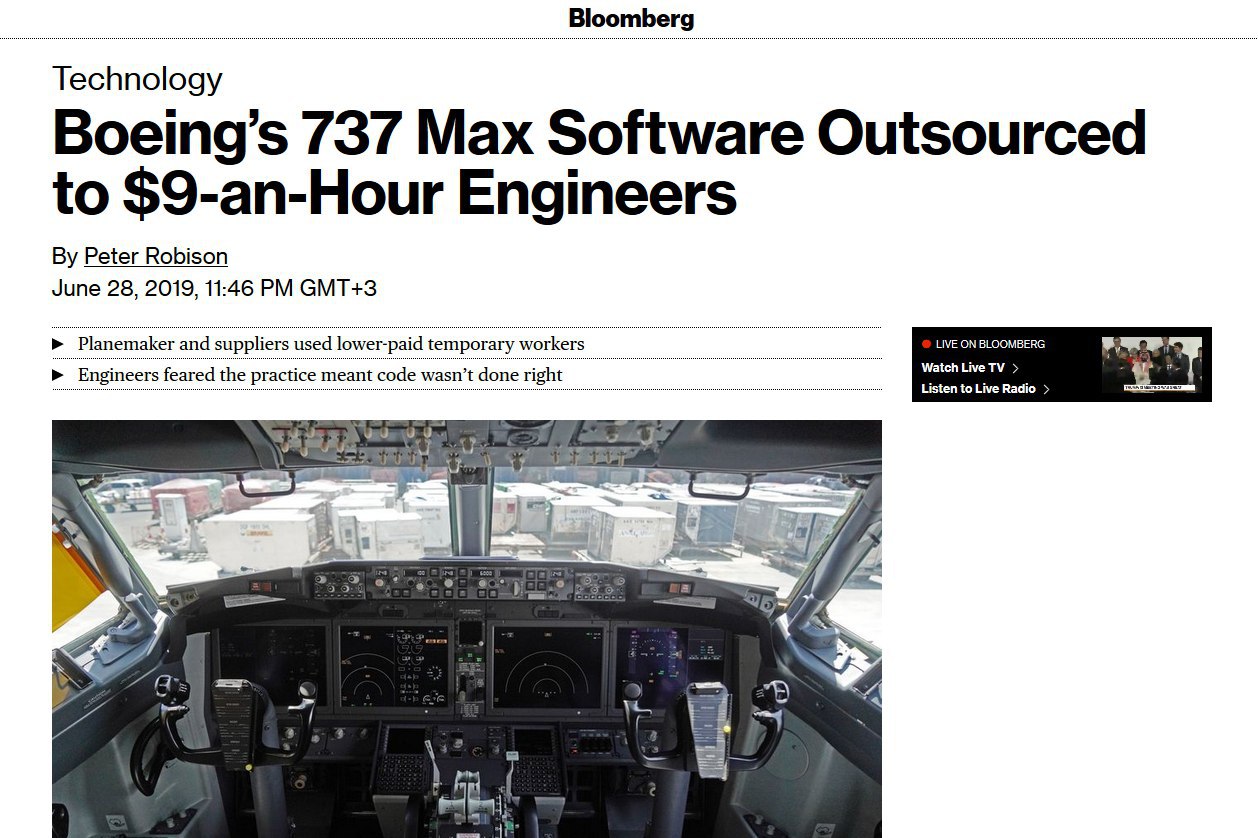 Bloomberg
Technology
Boeing’s 737 Max Software Outsourced
to $9-an-Hour Engineers
By Peter Robison
June 28, 2019, 11:46 PM GMT+3
Planemaker and suppliers used lower-paid temporary workers
Engineers feared the practice meant code wasn’t done right
LIVE ON BLOOMBERG
Watch Live TV
Listen to Live Radio